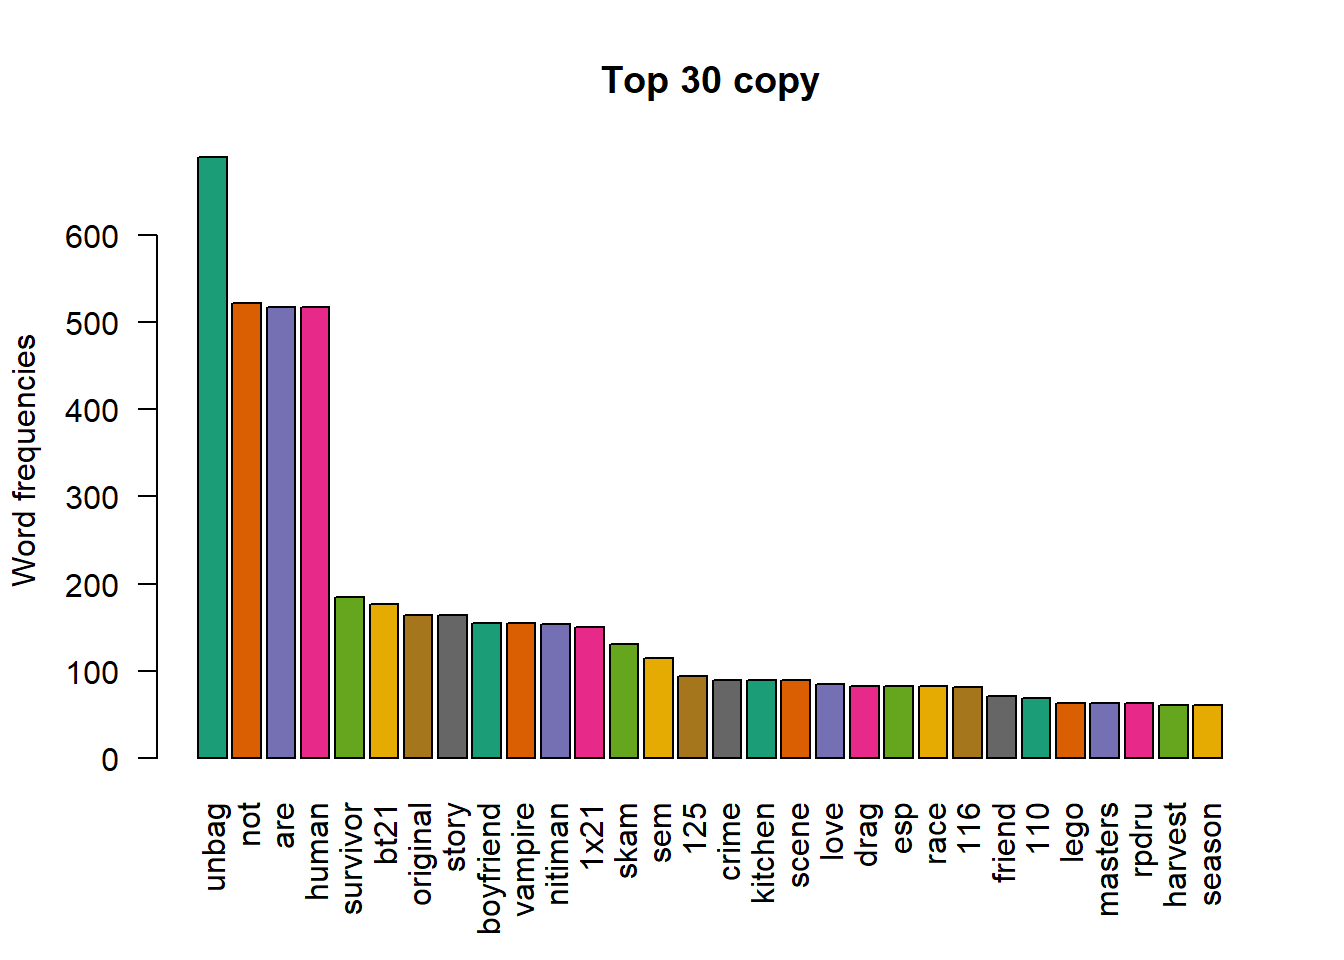 Top 30 copy
Word frequencies
600
500
400
300
200
100
0
unbag
not
are
human
survivor
bt21
original
story
boyfriend
vampire
nitiman
1x21
skam
sem
125
crime
kitchen
scene
love
drag
esp
race
116
friend
110
lego
masters
rpdru
harvest
season